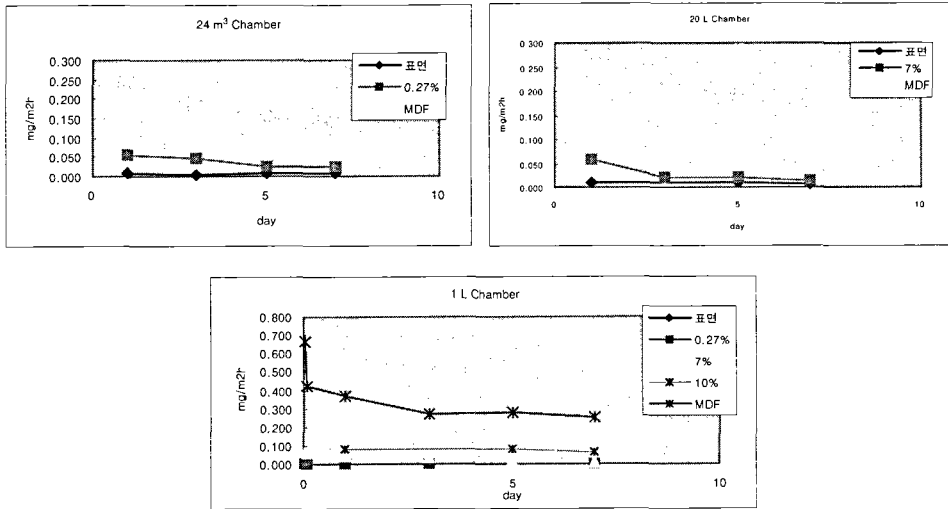 24 m³ Chamber
0.300
0.250
0.200
0.150
0.100
0.050
0.000
mg/m2h
0
5
10
day
표면
0.27%
MDF
20 L Chamber
0.300
0.250
0.200
0.150
0.100
0.050
0.000
mg/m2h
0
5
10
day
표면
7%
MDF
1 L Chamber
0.800
0.700
0.600
0.500
0.400
0.300
0.200
0.100
0.000
mg/m2h
0
5
10
day
표면
0.27%
7%
10%
MDF